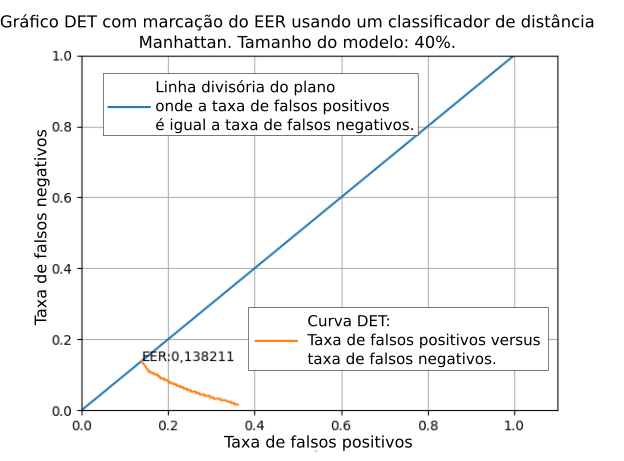 Gráfico DET com marcação do EER usando um classificador de distância
Manhattan. Tamanho do modelo: 40%.
1.0
0.8
0.6
0.4
0.2
0.0
Taxa de falsos negativos
Linha divisória do plano
onde a taxa de falsos positivos
é igual a taxa de falsos negativos.
EER:0,138211
Curva DET:
Taxa de falsos positivos versus
taxa de falsos negativos.
0.0 0.2 0.4 0.6 0.8 1.0
Taxa de falsos positivos